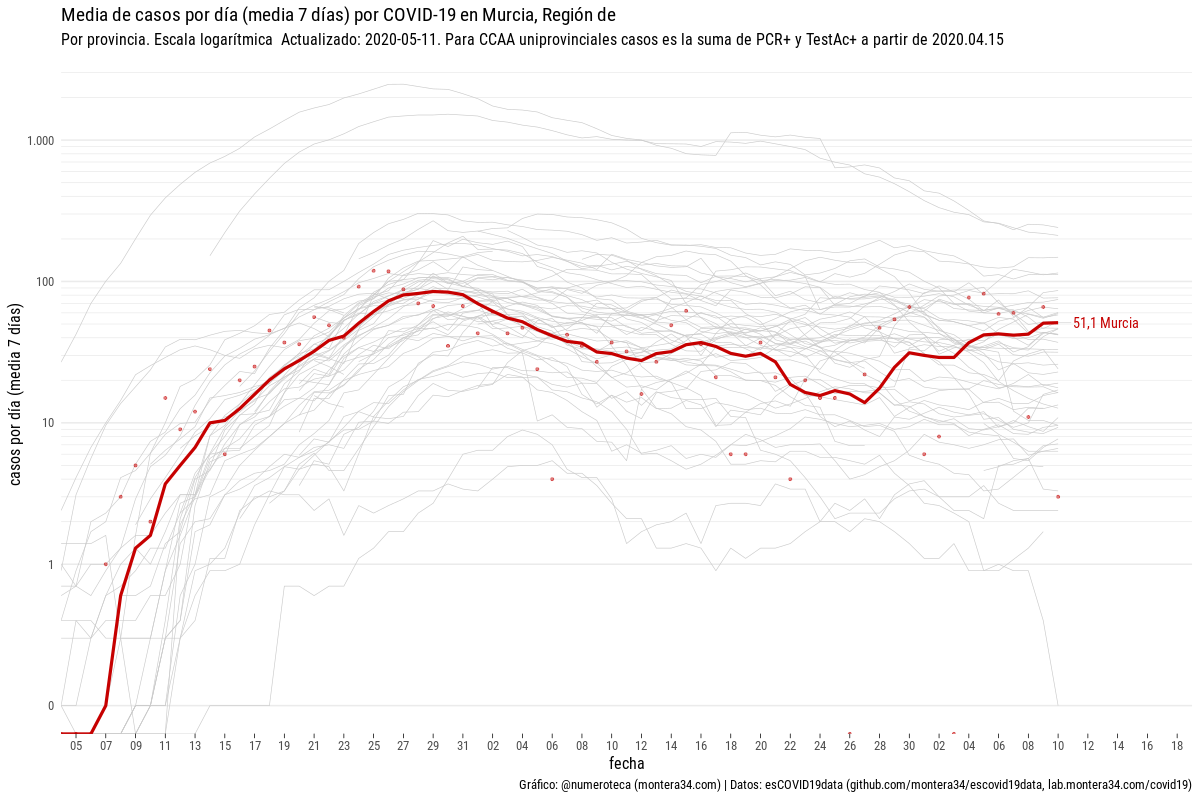 Media de casos por día (media 7 días) por COVID-19 en Murcia, Región de
Por provincia. Escala logarítmica  Actualizado: 2020-05-11. Para CCAA uniprovinciales casos es la suma de PCR+ y TestAc+ a partir de 2020.04.15
casos por día (media 7 días)
1.000
100
10
1
0
51,1 Murcia
05 07 09 11 13 15 17 19 21 23 25 27 29 31 02 04 06 08 10 12 14 16 18 20 22 24 26 28 30 02 04 06 08 10 12 14 16 18
fecha
Gráfico: @numeroteca (montera34.com) | Datos: esCOVID19data (github.com/montera34/escovid19data, lab.montera34.com/covid19)